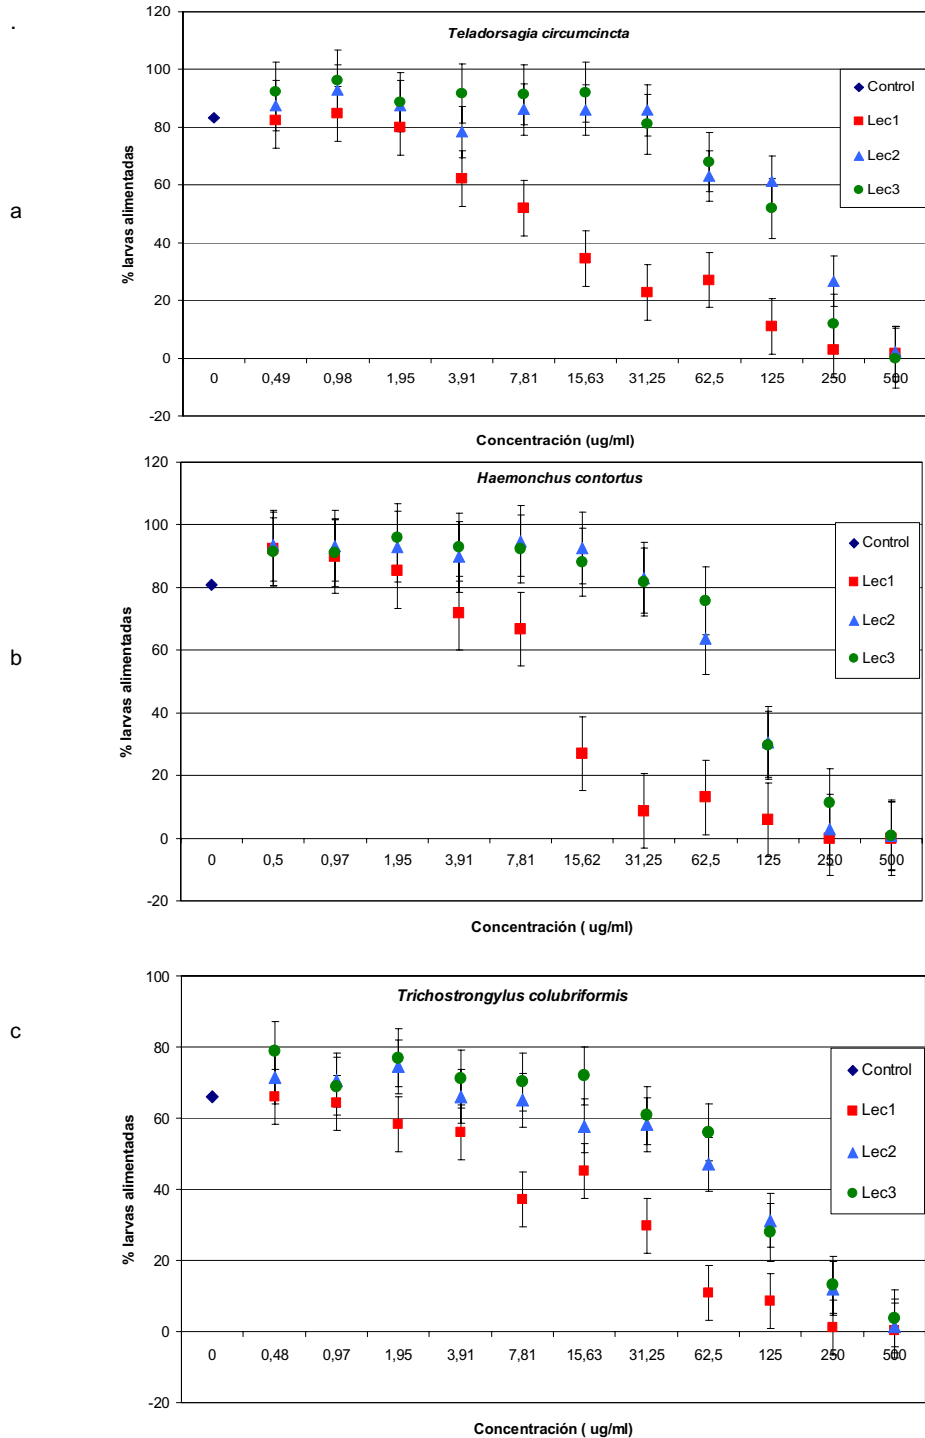 .
a
Teladorsagia circumcincta
% larvas alimentadas
120
100
80
60
40
20
0
-20
0 0,49 0,98 1,95 3,91 7,81 15,63 31,25 62,5 125 250 500
Concentración (ug/ml)
Control
Lec1
Lec2
Lec3
b
Haemonchus contortus
% larvas alimentadas
120
100
80
60
40
20
0
-20
0 0,5 0,97 1,95 3,91 7,81 15,62 31,25 62,5 125 250 500
Concentración ( ug/ml)
Control
Lec1
Lec2
Lec3
c
Trichostrongylus colubriformis
% larvas alimentadas
100
80
60
40
20
0
-20
0 0,48 0,97 1,95 3,91 7,81 15,63 31,25 62,5 125 250 500
Concentración ( ug/ml)
Control
Lec1
Lec2
Lec3